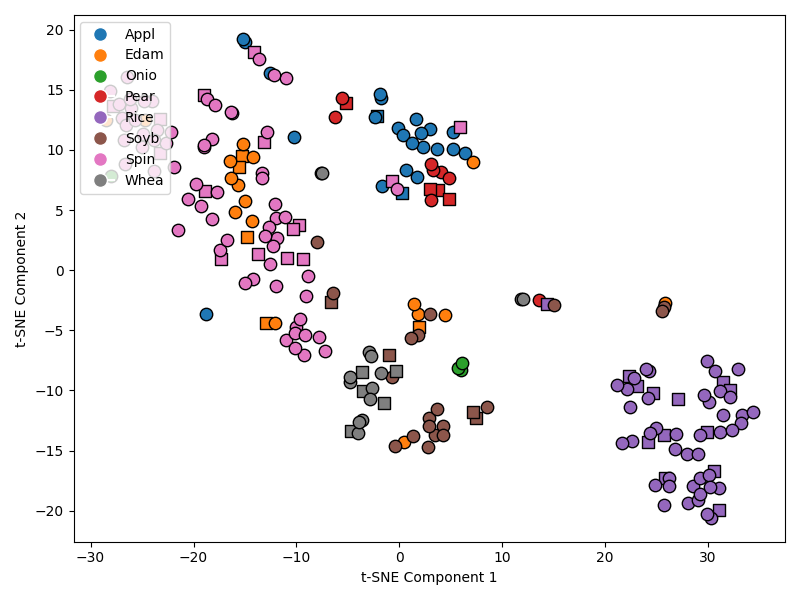 Appl
Edam
Onio
Pear
Rice
Soyb
Spin
Whea
20
15
10
5
0
−5
−10
−15
−20
t-SNE Component 2
−30 −20 −10 0 10 20 30
t-SNE Component 1